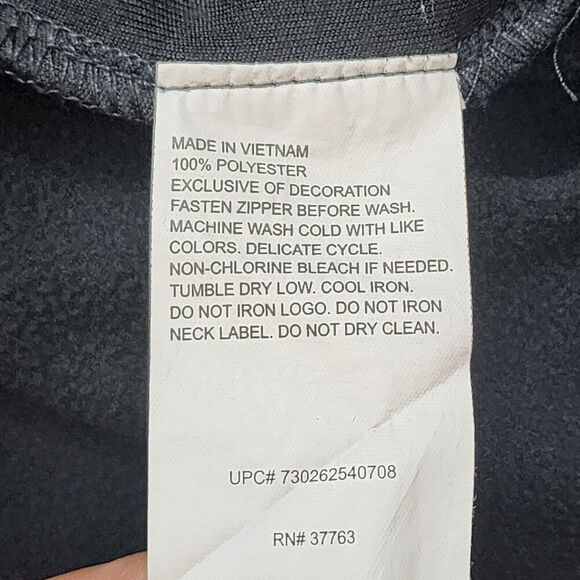 MADE IN VIETNAM
100% POLYESTER
EXCLUSIVE OF DECORATION
FASTEN ZIPPER BEFORE WASH.
MACHINE WASH COLD WITH LIKE
COLORS. DELICATE CYCLE.
NON-CHLORINE BLEACH IF NEEDED.
TUMBLE DRY LOW. COOL IRON.
DO NOT IRON LOGO. DO NOT IRON
NECK LABEL. DO NOT DRY CLEAN.
UPC# 730262540708
RN# 37763